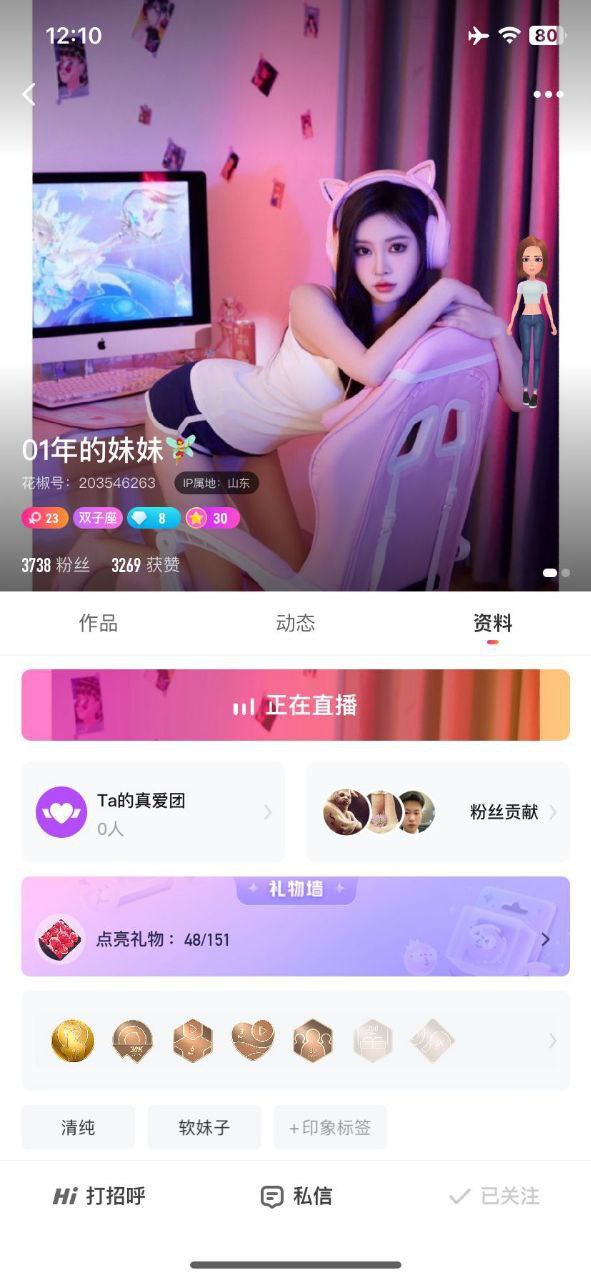 12:10
80
01年的妹妹
花椒号：203546263 IP属地：山东
23 双子座 8 30
3738 粉丝 3269 获赞
作品 动态 资料
正在直播
Ta的真爱团
0人
粉丝贡献
礼物墙
点亮礼物：48/151
清纯 软妹子 +印象标签
Hi 打招呼 私信 已关注